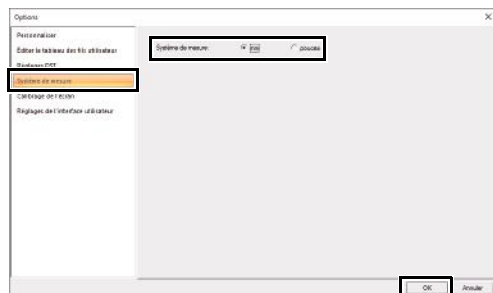 Options
Personnaliser
Éditer le tableau des fils utilisateur
Réglages DST
Système de mesure
Système de mesure: mm pouces
Calibrage de l'écran
Réglages de l'interface utilisateur
OK Annuler